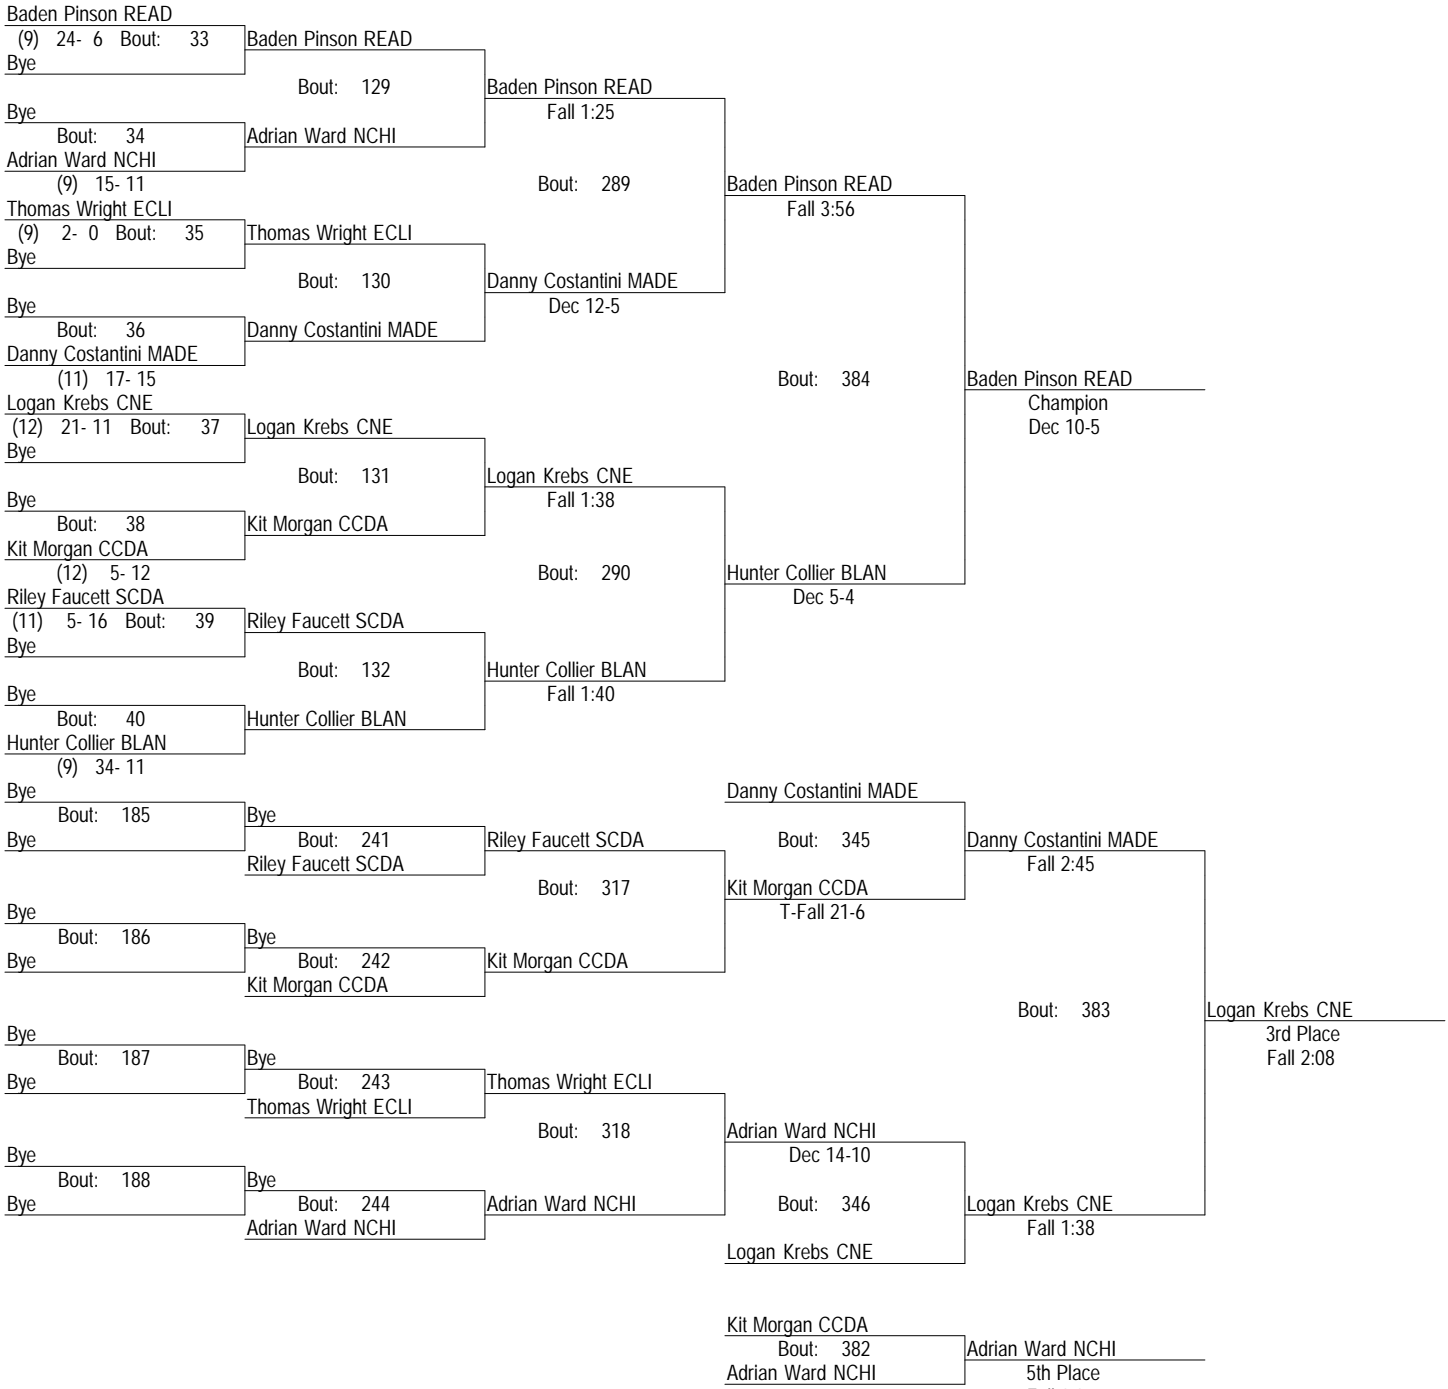 Baden Pinson READ
(9) 24- 6 Bout: 33
Bye
Baden Pinson READ
Bout: 129
Bye
Bout: 34
Adrian Ward NCHI
(9) 15- 11
Adrian Ward NCHI
Baden Pinson READ
Fall 1:25
Bout: 289
Thomas Wright ECLI
(9) 2- 0 Bout: 35
Bye
Thomas Wright ECLI
Bout: 130
Bye
Bout: 36
Danny Costantini MADE
(11) 17- 15
Danny Costantini MADE
Danny Costantini MADE
Dec 12-5
Baden Pinson READ
Fall 3:56
Bout: 384
Baden Pinson READ
Champion
Dec 10-5
Logan Krebs CNE
(12) 21- 11 Bout: 37
Bye
Logan Krebs CNE
Bout: 131
Bye
Bout: 38
Kit Morgan CCDA
(12) 5- 12
Kit Morgan CCDA
Logan Krebs CNE
Fall 1:38
Bout: 290
Hunter Collier BLAN
Dec 5-4
Riley Faucett SCDA
(11) 5- 16 Bout: 39
Bye
Riley Faucett SCDA
Bout: 132
Bye
Bout: 40
Hunter Collier BLAN
(9) 34- 11
Hunter Collier BLAN
Hunter Collier BLAN
Fall 1:40
Bye
Bout: 185
Bye
Bye
Bout: 241
Riley Faucett SCDA
Riley Faucett SCDA
Bout: 317
Bye
Bout: 186
Bye
Bye
Bout: 242
Kit Morgan CCDA
Kit Morgan CCDA
Danny Costantini MADE
Bout: 345
Kit Morgan CCDA
T-Fall 21-6
Danny Costantini MADE
Fall 2:45
Bout: 383
Logan Krebs CNE
3rd Place
Fall 2:08
Bye
Bout: 187
Bye
Bye
Bout: 243
Thomas Wright ECLI
Thomas Wright ECLI
Bout: 318
Bye
Bout: 188
Bye
Bye
Bout: 244
Adrian Ward NCHI
Adrian Ward NCHI
Adrian Ward NCHI
Dec 14-10
Bout: 346
Logan Krebs CNE
Logan Krebs CNE
Fall 1:38
Kit Morgan CCDA
Bout: 382
Adrian Ward NCHI
Adrian Ward NCHI
5th Place